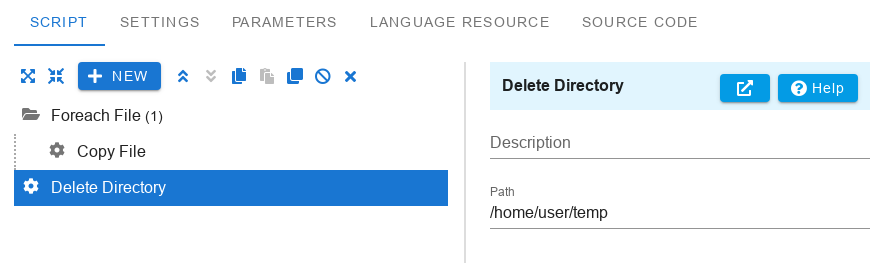 SCRIPT SETTINGS PARAMETERS LANGUAGE RESOURCE SOURCE CODE
NEW
Foreach File (1)
Copy File
Delete Directory
Delete Directory
Help
Description
Path
/home/user/temp